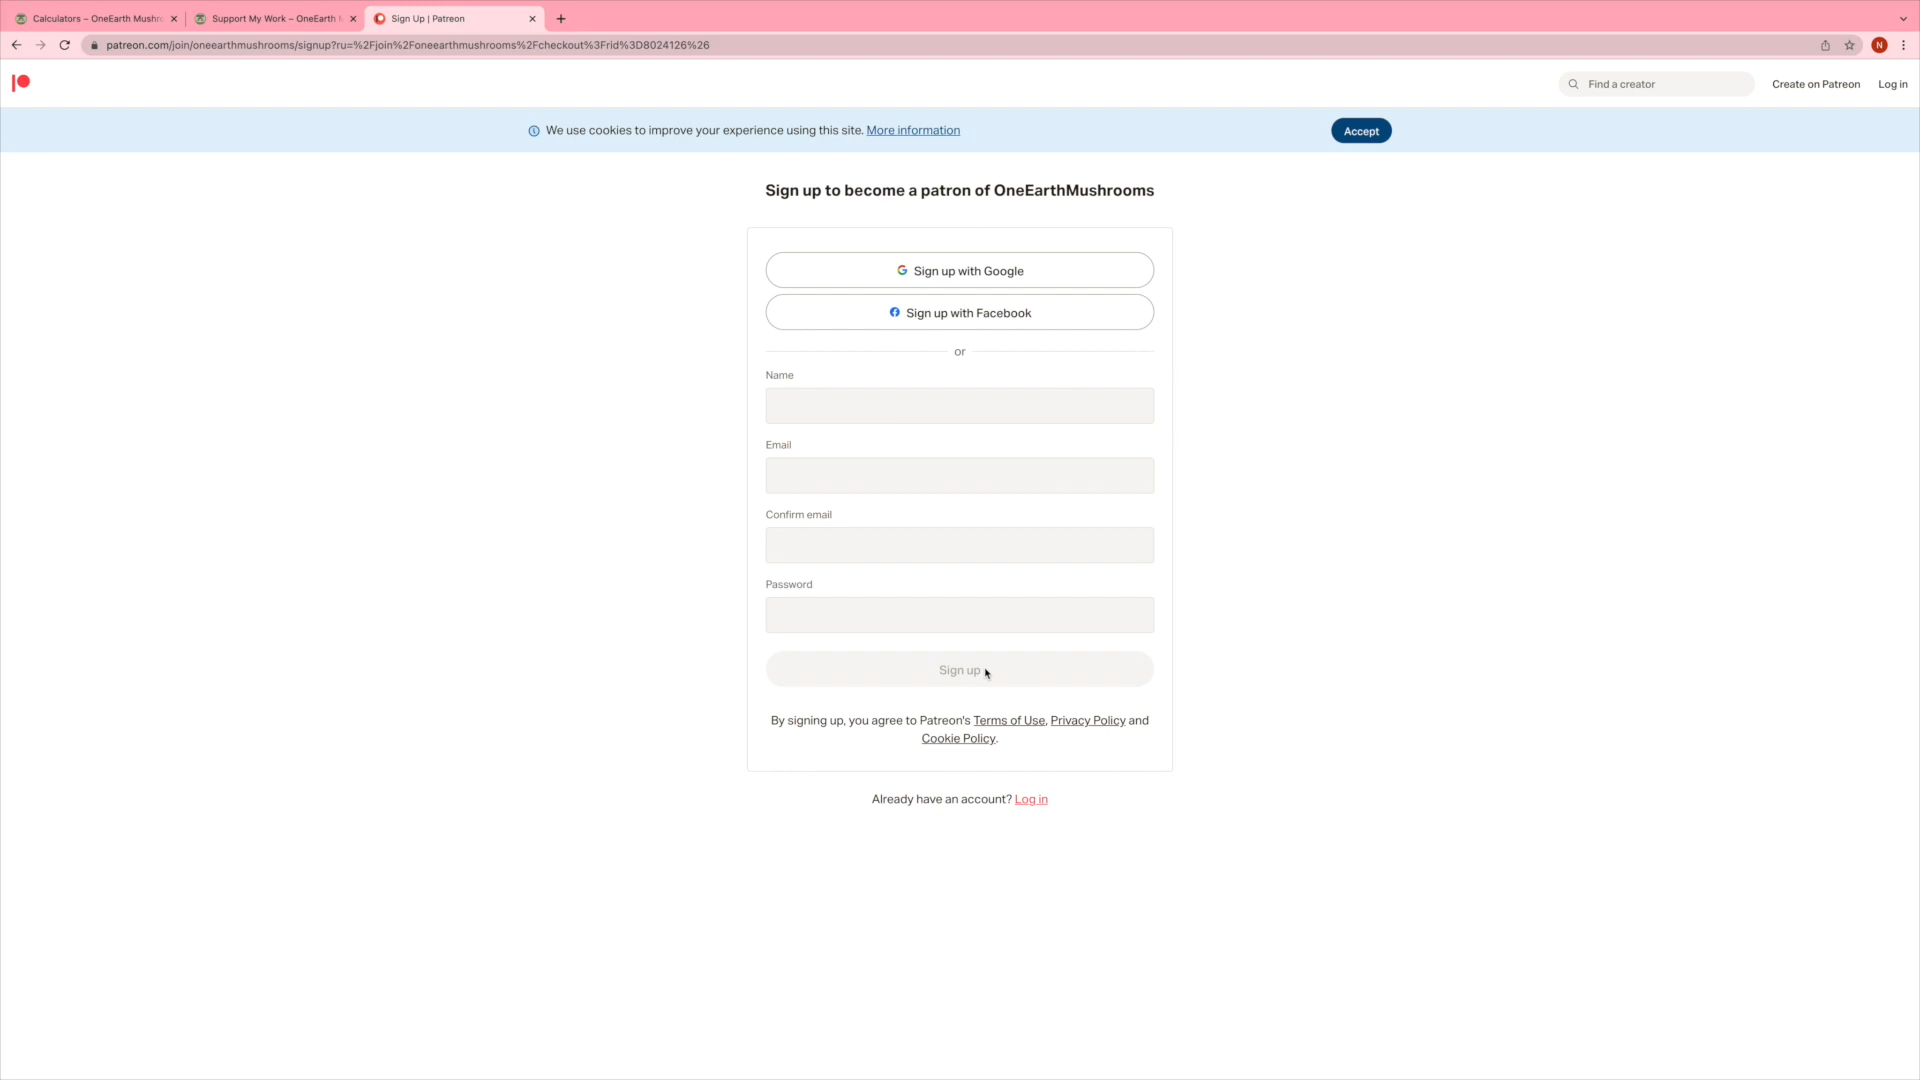 Calculators – OneEarth Mushr
Support My Work – OneEarth
Sign Up | Patreon
patreon.com/join/oneearthmushrooms/signup?ru=%2Fjoin%2Foneearthmushrooms%2Fcheckout%3Frid%3D8024126%26
N
Find a creator
Create on Patreon
Log in
We use cookies to improve your experience using this site. More information
Accept
Sign up to become a patron of OneEarthMushrooms
Sign up with Google
Sign up with Facebook
or
Name
Email
Confirm email
Password
Sign up
By signing up, you agree to Patreon's Terms of Use, Privacy Policy and
Cookie Policy.
Already have an account? Log in